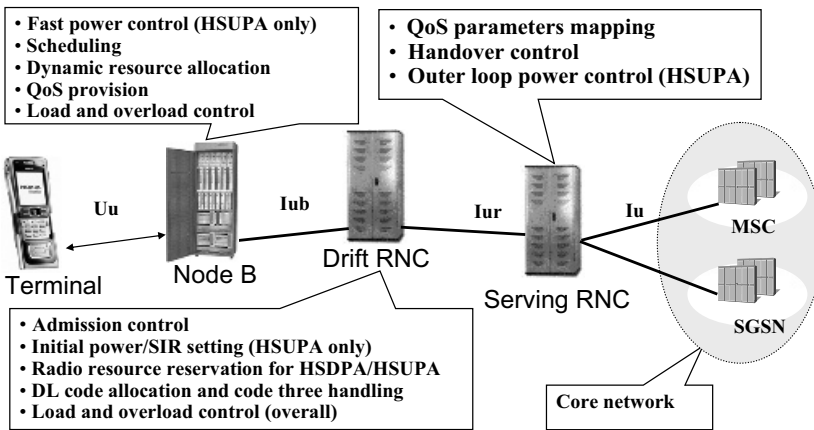 • Fast power control (HSUPA only)
• Scheduling
• Dynamic resource allocation
• QoS provision
• Load and overload control
• QoS parameters mapping
• Handover control
• Outer loop power control (HSUPA)
Uu
Iub
Iur
Iu
MSC
SGSN
Terminal
Node B
Drift RNC
Serving RNC
• Admission control
• Initial power/SIR setting (HSUPA only)
• Radio resource reservation for HSDPA/HSUPA
• DL code allocation and code three handling
• Load and overload control (overall)
Core network